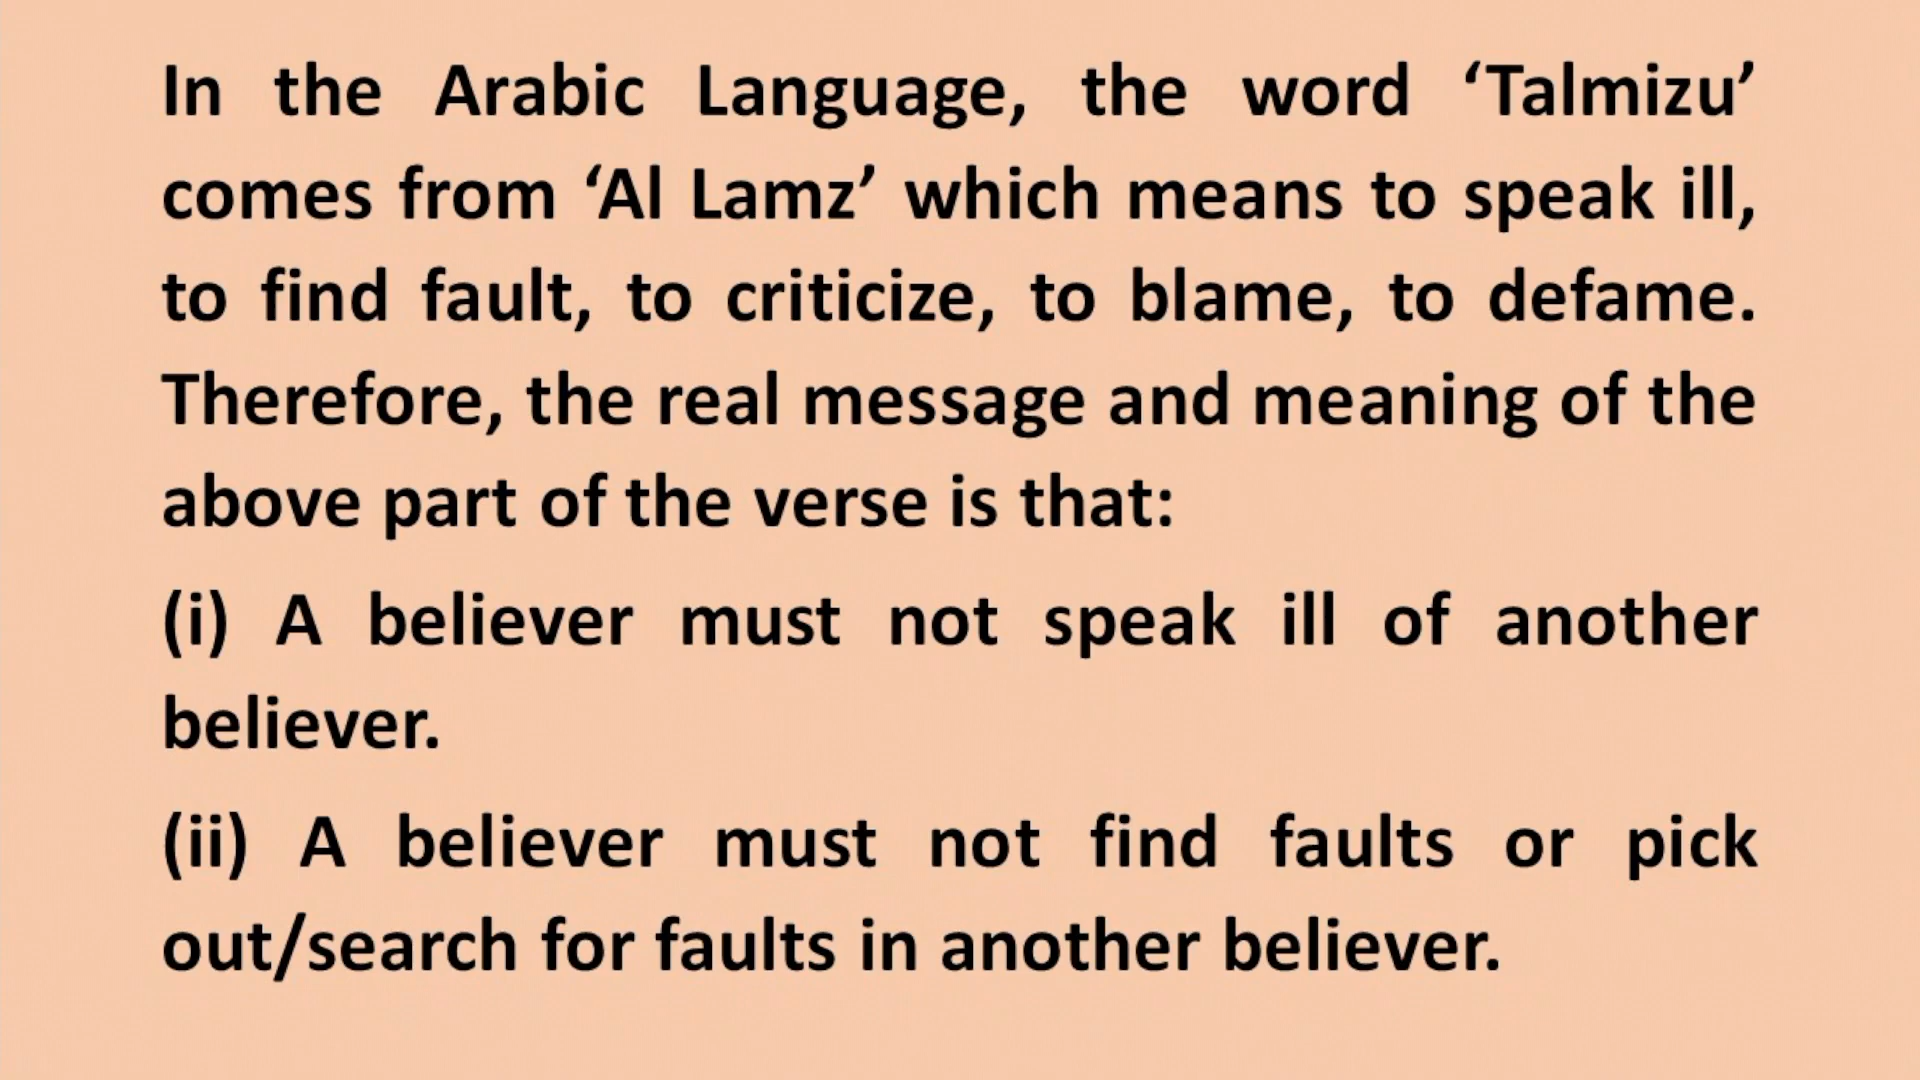 In the Arabic Language, the word ‘Talmizu’
comes from ‘Al Lamz’ which means to speak ill,
to find fault, to criticize, to blame, to defame.
Therefore, the real message and meaning of the
above part of the verse is that:
(i) A believer must not speak ill of another
believer.
(ii) A believer must not find faults or pick
out/search for faults in another believer.